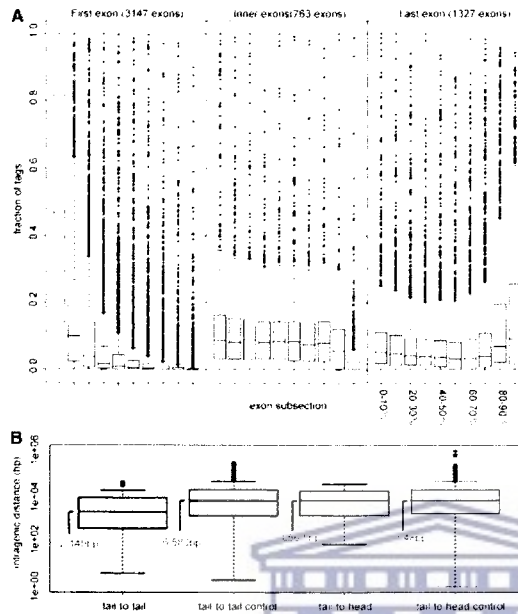 A
First exon (3147 exons)
Inner exons(763 exons)
Last exon (1327 exons)
fraction of tags
1.0
0.8
0.6
0.4
0.2
0.0
exon subsection
0-10%
20-30%
40-50%
60-70%
80-90%
B
intragenic distance (bp)
1e+06
1e+04
1e+02
1e+00
tail to tail
tail to tail control
tail to head
tail to head control